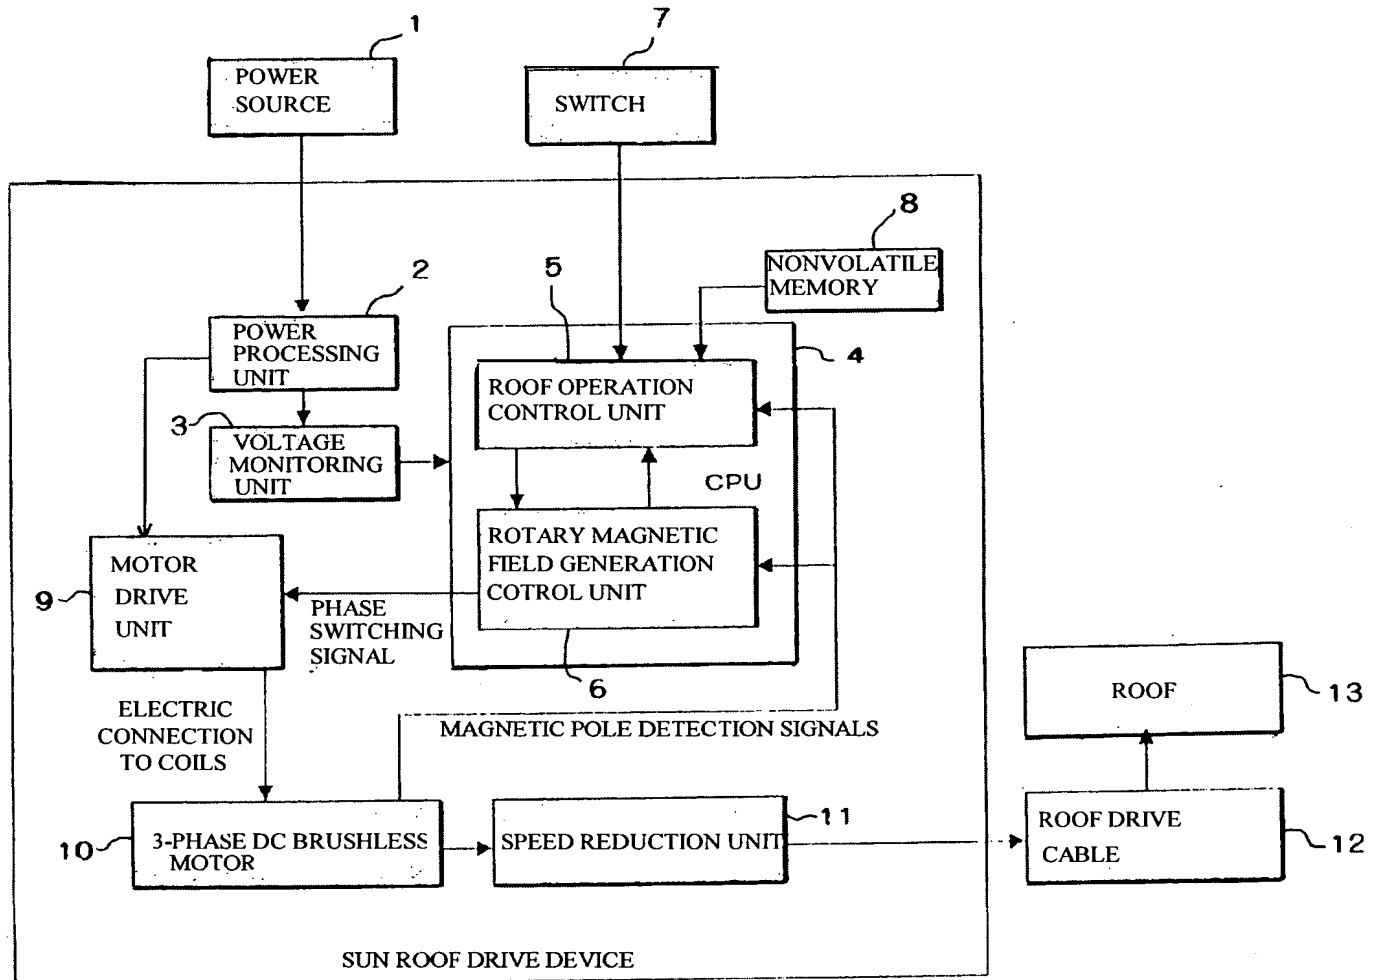 1
POWER
SOURCE
7
SWITCH
8
NONVOLATILE
MEMORY
2
POWER
PROCESSING
UNIT
5
ROOF OPERATION
CONTROL UNIT
4
3
VOLTAGE
MONITORING
UNIT
CPU
ROTARY MAGNETIC
FIELD GENERATION
COTROL UNIT
6
9
MOTOR
DRIVE
UNIT
PHASE
SWITCHING
SIGNAL
ELECTRIC
CONNECTION
TO COILS
MAGNETIC POLE DETECTION SIGNALS
ROOF
13
10
3-PHASE DC BRUSHLESS
MOTOR
11
SPEED REDUCTION UNIT
ROOF DRIVE
CABLE
12
SUN ROOF DRIVE DEVICE